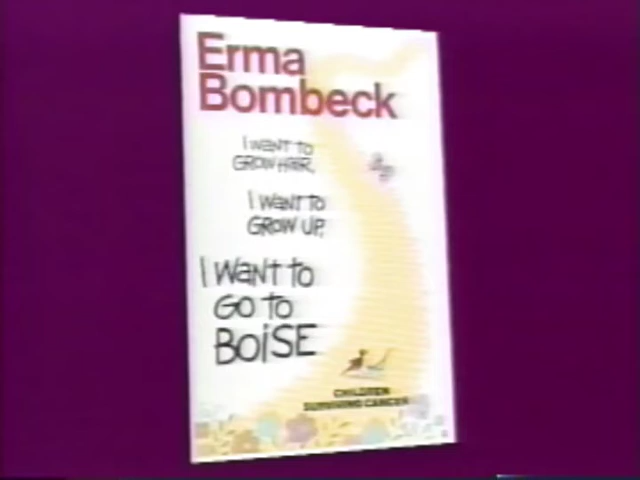 Erma
Bombeck
I WANT TO
GROW HAIR,
I WANT TO
GROW UP,
I WANT TO
GO TO
BOISE
CHILDREN
SURVIVING CANCER